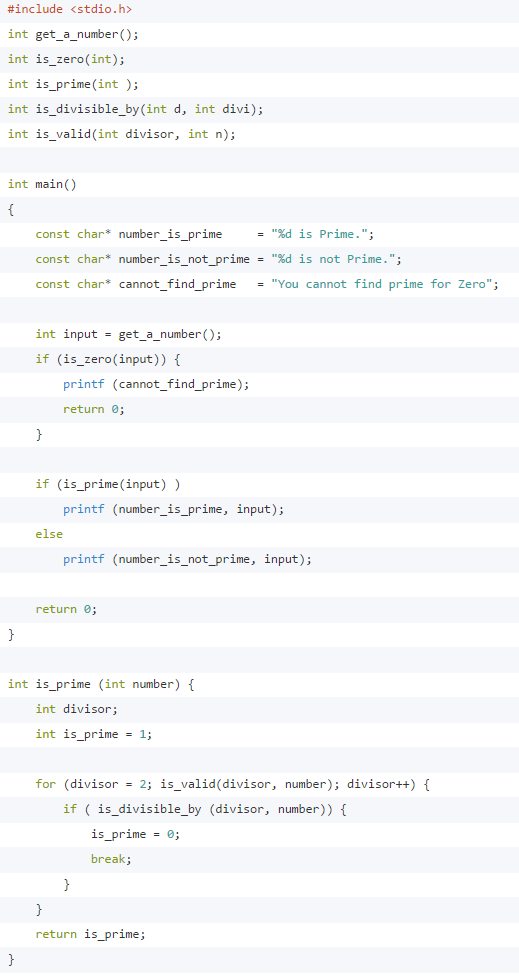 #include <stdio.h>
int get_a_number();
int is_zero(int);
int is_prime(int );
int is_divisible_by(int d, int divi);
int is_valid(int divisor, int n);

int main()
{
    const char* number_is_prime     = "%d is Prime.";
    const char* number_is_not_prime = "%d is not Prime.";
    const char* cannot_find_prime   = "You cannot find prime for Zero";

    int input = get_a_number();
    if (is_zero(input)) {
        printf (cannot_find_prime);
        return 0;
    }

    if (is_prime(input) )
        printf (number_is_prime, input);
    else
        printf (number_is_not_prime, input);

    return 0;
}

int is_prime (int number) {
    int divisor;
    int is_prime = 1;

    for (divisor = 2; is_valid(divisor, number); divisor++) {
        if ( is_divisible_by (divisor, number)) {
            is_prime = 0;
            break;
        }
    }
    return is_prime;
}